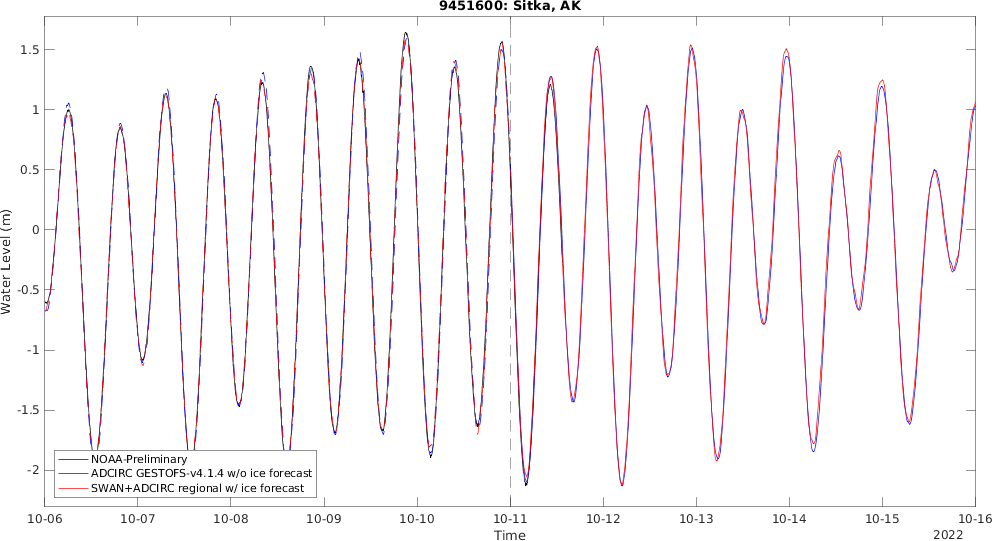 9451600: Sitka, AK
Water Level (m)
1.5
1
0.5
0
-0.5
-1
-1.5
-2
NOAA-Preliminary
ADCIRC GESTOFS-v4.1.4 w/o ice forecast
SWAN+ADCIRC regional w/ ice forecast
10-06 10-07 10-08 10-09 10-10 10-11 10-12 10-13 10-14 10-15 10-16
Time
2022